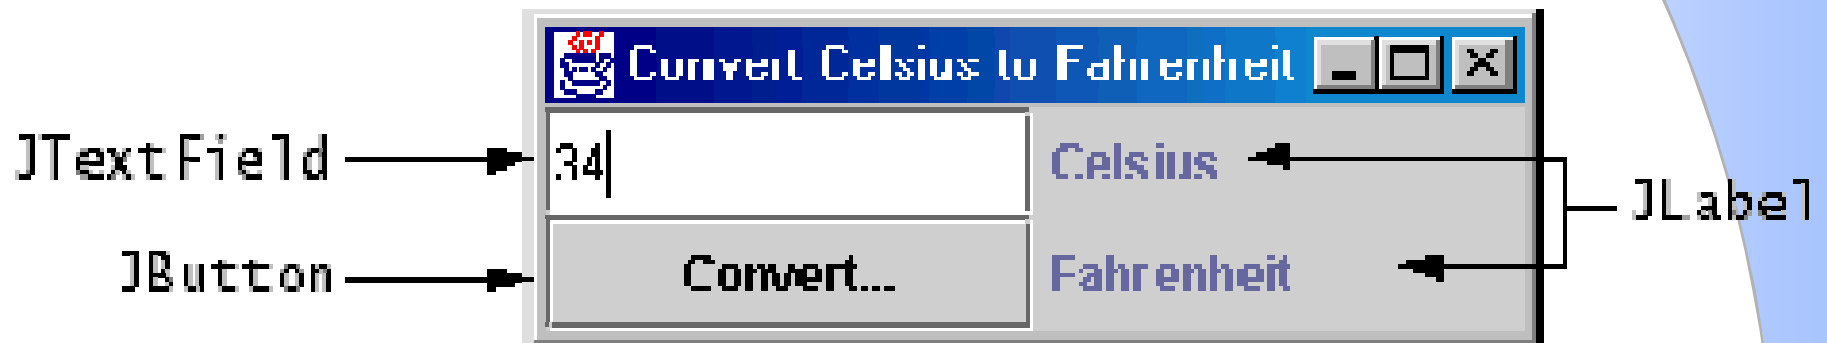 Convert Celsius to Fahrenheit
JTextField
34
Celsius
JLabel
JButton
Convert...
Fahrenheit